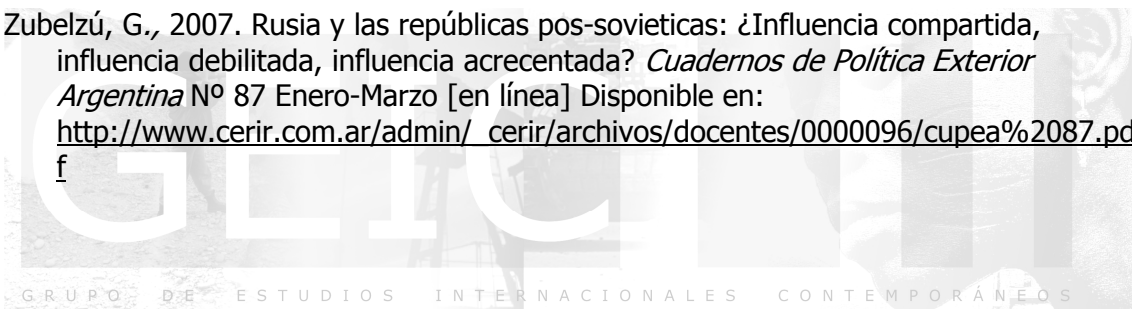 Zubelzú, G., 2007. Rusia y las repúblicas pos-sovieticas: ¿Influencia compartida,
influencia debilitada, influencia acrecentada? Cuadernos de Política Exterior
Argentina Nº 87 Enero-Marzo [en línea] Disponible en:
http://www.cerir.com.ar/admin/_cerir/archivos/docentes/0000096/cupea%2087.pd
f
GEIC
GRUPO DE ESTUDIOS INTERNACIONALES CONTEMPORÁNEOS